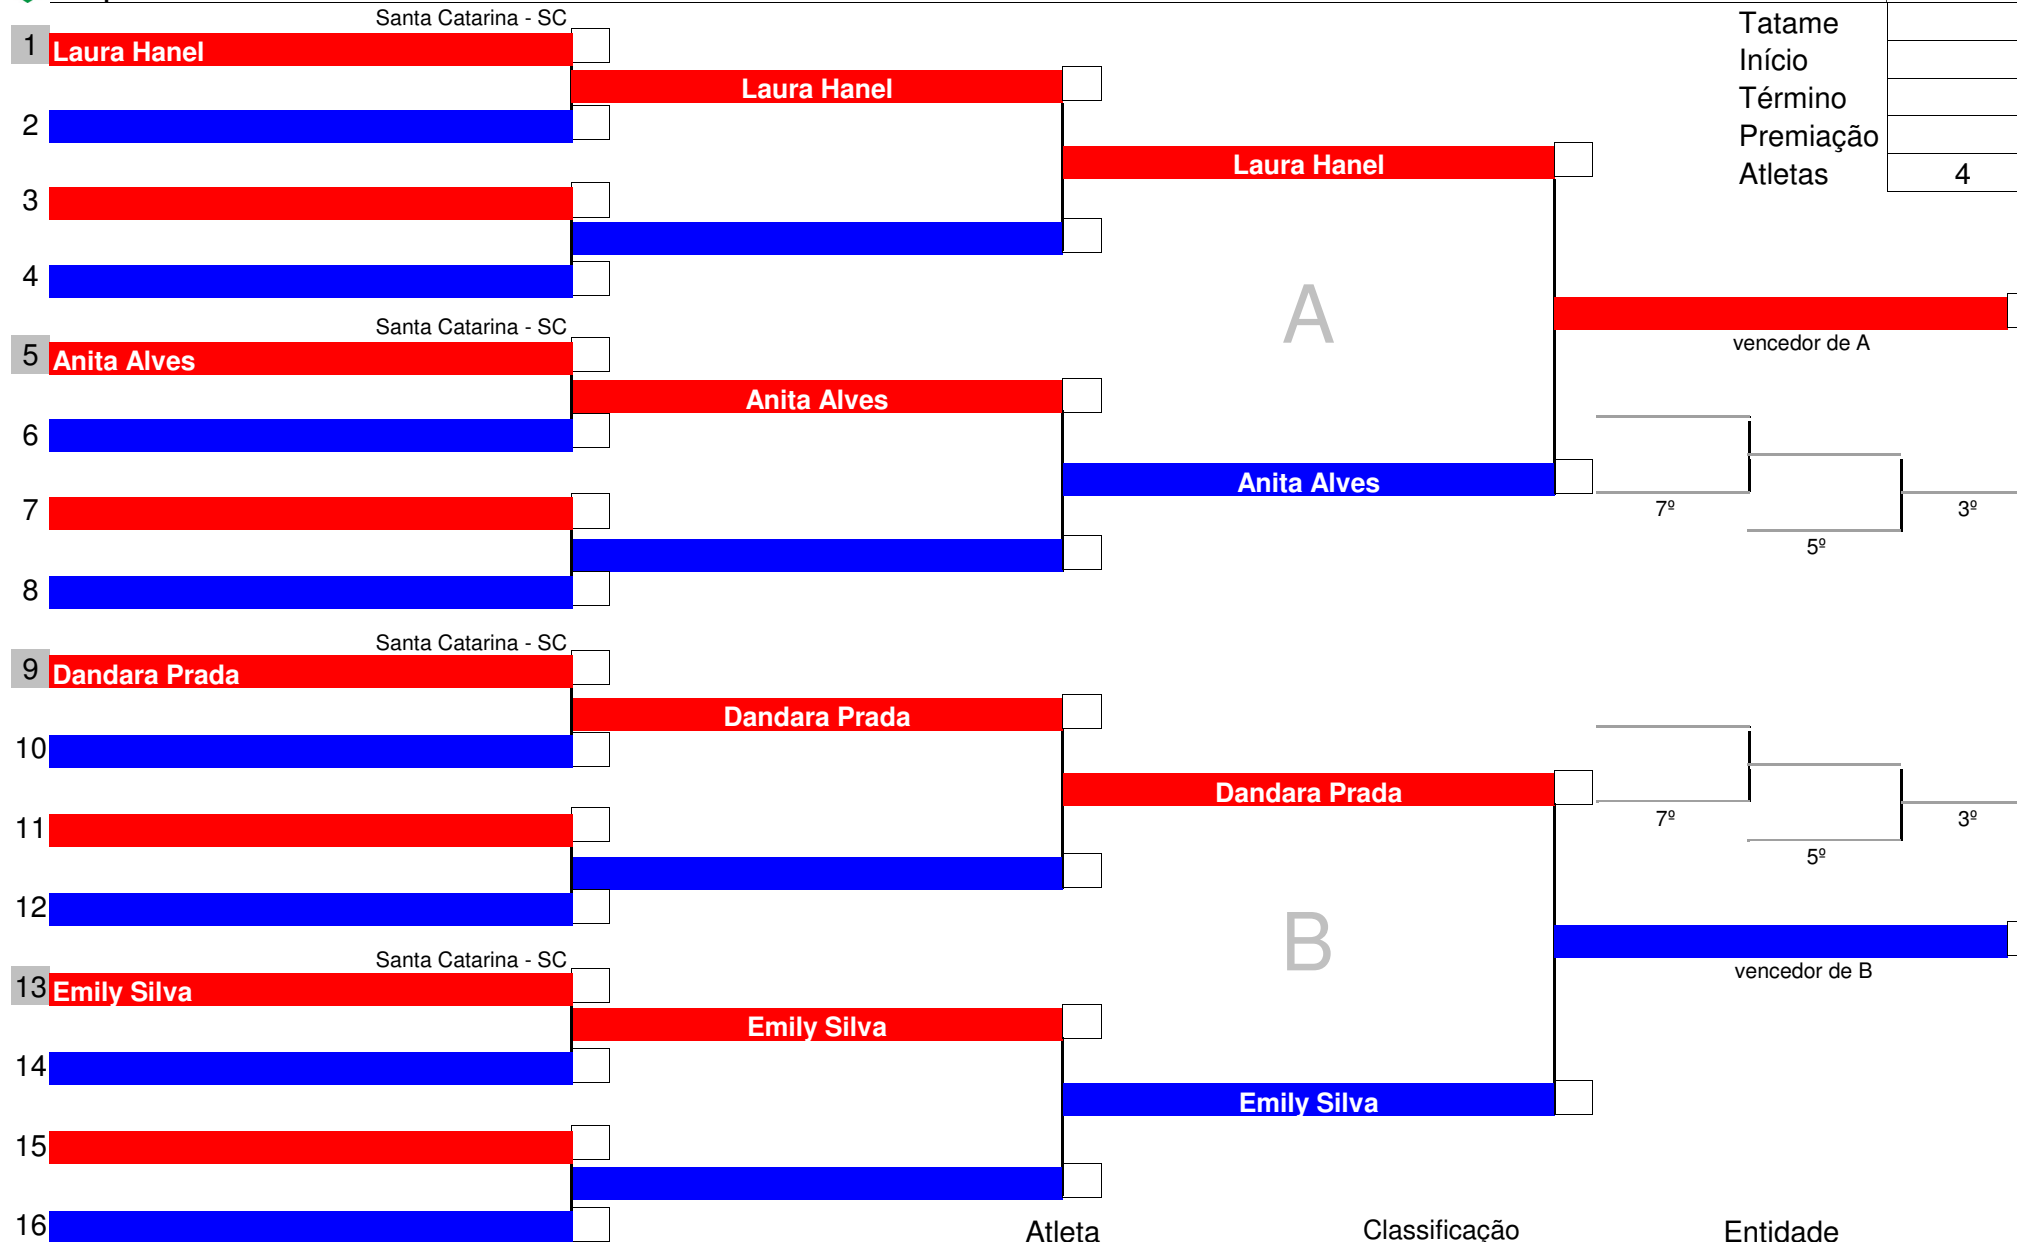 Santa Catarina - SC
Tatame
1 Laura Hanel
Início
Laura Hanel
Término
2
Premiação
Laura Hanel
Atletas 4
3
4
A
Santa Catarina - SC
vencedor de A
5 Anita Alves
Anita Alves
6
Anita Alves
7
7º
3º
5º
8
Santa Catarina - SC
9 Dandara Prada
Dandara Prada
10
Dandara Prada
11
7º
3º
5º
12
B
Santa Catarina - SC
vencedor de B
13 Emily Silva
Emily Silva
14
Emily Silva
15
16
Atleta Classificação Entidade